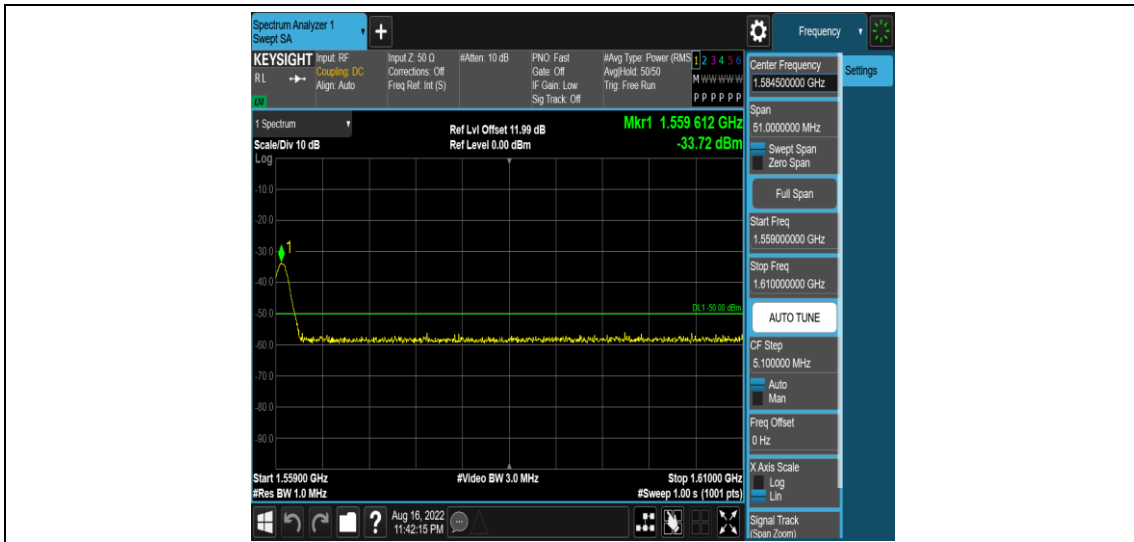 Spectrum Analyzer 1
Swept SA
+
Frequency
KEYSIGHT
RL
LM
Input: RF
Coupling: DC
Align: Auto
Input Z: 50 Ω
Corrections: Off
Freq Ref: Int (S)
#Atten: 10 dB
PNO: Fast
Gate: Off
IF Gain: Low
Sig Track: Off
#Avg Type: Power (RMS
Avg|Hold: 50/50
Trig: Free Run
1 2 3 4 5 6
M W W W W W
P P P P P P
1 Spectrum
Scale/Div 10 dB
Log
Ref Lvl Offset 11.99 dB
Ref Level 0.00 dBm
Mkr1 1.559 612 GHz
-33.72 dBm
-10.0
-20.0
-30.0
1
-40.0
DL1 -50.00 dBm
-50.0
-60.0
-70.0
-80.0
-90.0
Start 1.55900 GHz
#Res BW 1.0 MHz
#Video BW 3.0 MHz
Stop 1.61000 GHz
#Sweep 1.00 s (1001 pts)
Center Frequency
1.584500000 GHz
Settings
Span
51.0000000 MHz
Swept Span
Zero Span
Full Span
Start Freq
1.559000000 GHz
Stop Freq
1.610000000 GHz
AUTO TUNE
CF Step
5.100000 MHz
Auto
Man
Freq Offset
0 Hz
X Axis Scale
Log
Lin
Signal Track
(Span Zoom)
?
Aug 16, 2022
11:42:15 PM